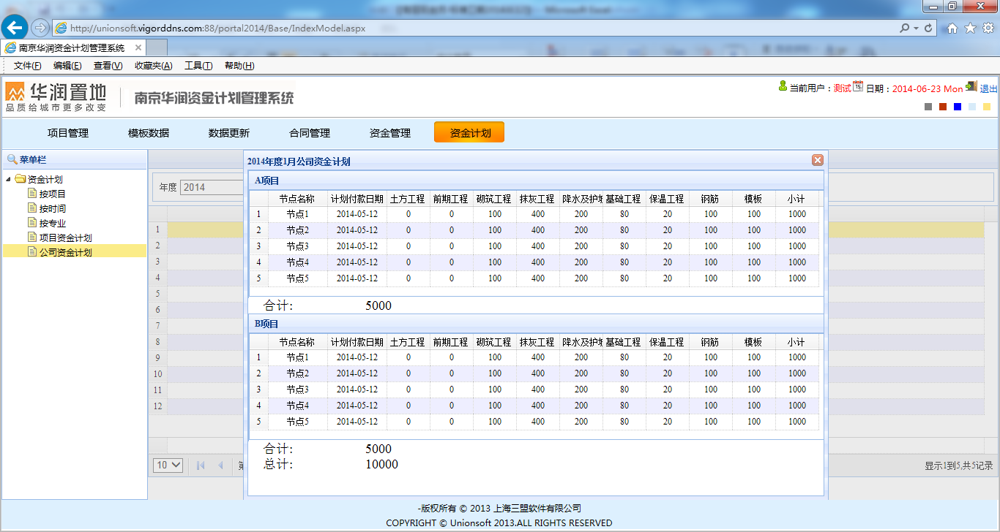 http://unionsoft.vigorddns.com:88/portal2014/Base/IndexModel.aspx
南京华润资金计划管理系统
文件(F) 编辑(E) 查看(V) 收藏夹(A) 工具(T) 帮助(H)
华润置地
品质给城市更多改变
南京华润资金计划管理系统
当前用户：测试 日期：2014-06-23 Mon 退出
项目管理 模板数据 数据更新 合同管理 资金管理 资金计划
菜单栏
资金计划
按项目
按时间
按专业
项目资金计划
公司资金计划
年度 2014
1
2
3
4
5
6
7
8
9
10
11
12
10
显示1到5,共5记录
2014年度1月公司资金计划
A项目
节点名称 计划付款日期 土方工程 前期工程 砌筑工程 抹灰工程 降水及护坡 基础工程 保温工程 钢筋 模板 小计
1 节点1 2014-05-12 0 0 100 400 200 80 20 100 100 1000
2 节点2 2014-05-12 0 0 100 400 200 80 20 100 100 1000
3 节点3 2014-05-12 0 0 100 400 200 80 20 100 100 1000
4 节点4 2014-05-12 0 0 100 400 200 80 20 100 100 1000
5 节点5 2014-05-12 0 0 100 400 200 80 20 100 100 1000
合计: 5000
B项目
节点名称 计划付款日期 土方工程 前期工程 砌筑工程 抹灰工程 降水及护坡 基础工程 保温工程 钢筋 模板 小计
1 节点1 2014-05-12 0 0 100 400 200 80 20 100 100 1000
2 节点2 2014-05-12 0 0 100 400 200 80 20 100 100 1000
3 节点3 2014-05-12 0 0 100 400 200 80 20 100 100 1000
4 节点4 2014-05-12 0 0 100 400 200 80 20 100 100 1000
5 节点5 2014-05-12 0 0 100 400 200 80 20 100 100 1000
合计: 5000
总计: 10000
-版权所有 © 2013 上海三盟软件有限公司
COPYRIGHT © Unionsoft 2013.ALL RIGHTS RESERVED